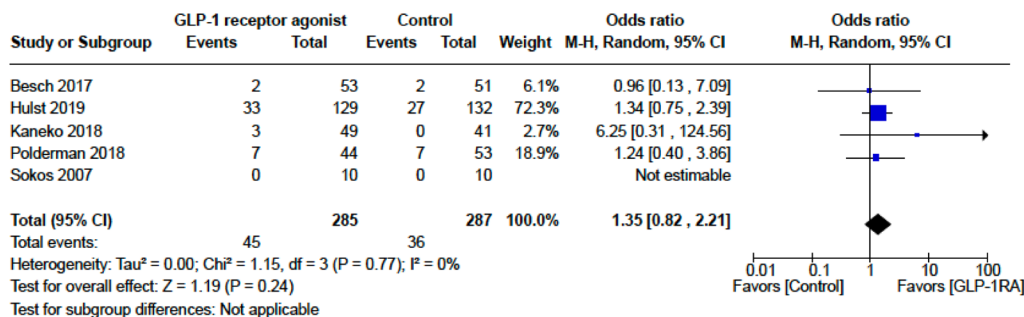 GLP-1 receptor agonist Control Odds ratio Odds ratio
Study or Subgroup Events Total Events Total Weight M-H, Random, 95% CI M-H, Random, 95% CI
Besch 2017 2 53 2 51 6.1% 0.96 [0.13 , 7.09]
Hulst 2019 33 129 27 132 72.3% 1.34 [0.75 , 2.39]
Kaneko 2018 3 49 0 41 2.7% 6.25 [0.31 , 124.56]
Polderman 2018 7 44 7 53 18.9% 1.24 [0.40 , 3.86]
Sokos 2007 0 10 0 10 Not estimable
Total (95% CI) 285 287 100.0% 1.35 [0.82 , 2.21]
Total events: 45 36
Heterogeneity: Tau² = 0.00; Chi² = 1.15, df = 3 (P = 0.77); I² = 0%
Test for overall effect: Z = 1.19 (P = 0.24)
Test for subgroup differences: Not applicable
0.01 0.1 1 10 100
Favors [Control] Favors [GLP-1RA]